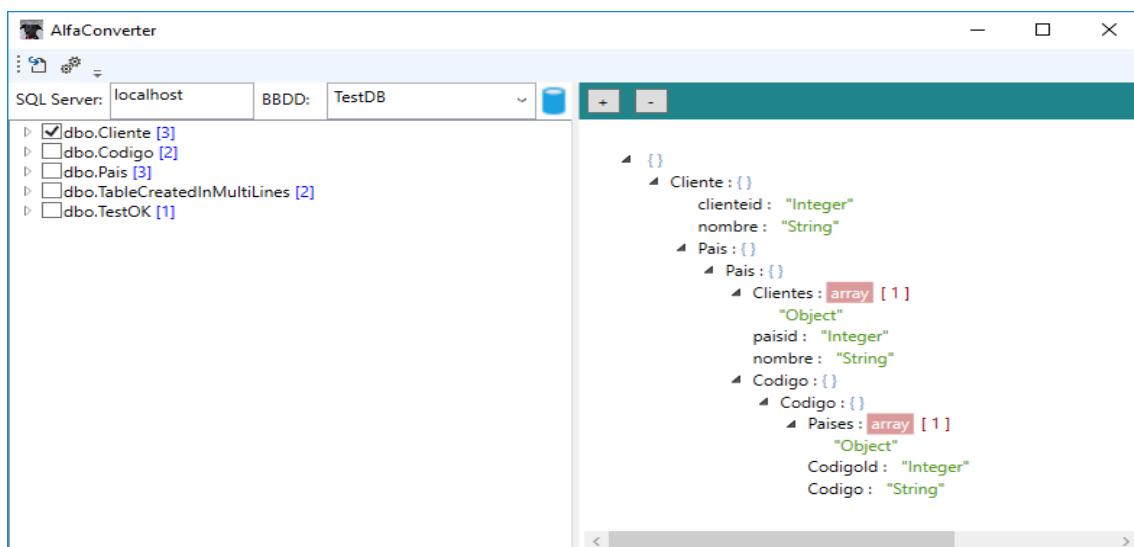 AlfaConverter
SQL Server: localhost BBDD: TestDB
dbo.Cliente [3]
dbo.Codigo [2]
dbo.Pais [3]
dbo.TableCreatedInMultiLines [2]
dbo.TestOK [1]
+ -
{}
Cliente : {}
clienteid : "Integer"
nombre : "String"
Pais : {}
Pais : {}
Clientes : array [ 1 ]
"Object"
paisid : "Integer"
nombre : "String"
Codigo : {}
Codigo : {}
Paises : array [ 1 ]
"Object"
CodigoId : "Integer"
Codigo : "String"